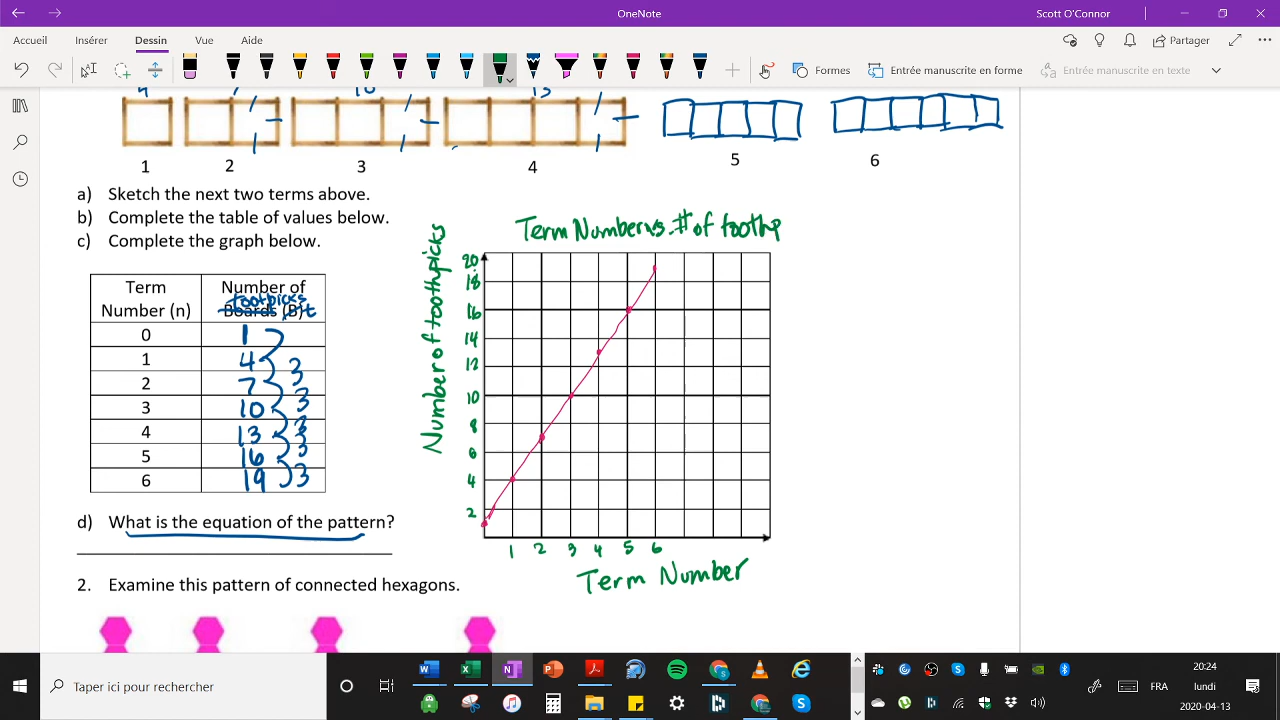 OneNote
Scott O'Connor
Accueil Insérer Dessin Vue Aide
Partager
Formes Entrée manuscrite en forme Entrée manuscrite en texte
4 7 10 13
1 2 3 4 5 6
a) Sketch the next two terms above.
b) Complete the table of values below.
c) Complete the graph below.
Term Number (n)
Number of Boards (B)
toothpicks t
0 1
1 4
2 7
3 10
4 13
5 16
6 19
3
3
3
3
3
3
Term Number vs. # of toothp
Number of toothpicks
20
18
16
14
12
10
8
6
4
2
1 2 3 4 5 6
Term Number
d) What is the equation of the pattern?
2. Examine this pattern of connected hexagons.
Taper ici pour rechercher
FRA
20:24
lundi
2020-04-13